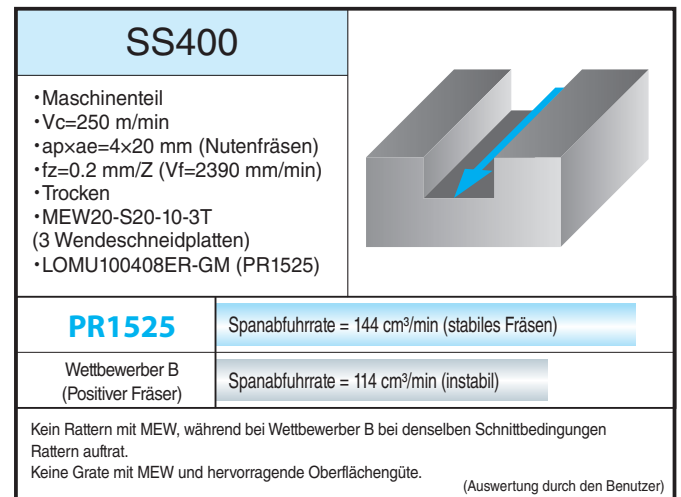 SS400
・Maschinenteil
・Vc=250 m/min
・ap×ae=4×20 mm (Nutenfräsen)
・fz=0.2 mm/Z (Vf=2390 mm/min)
・Trocken
・MEW20-S20-10-3T
(3 Wendeschneidplatten)
・LOMU100408ER-GM (PR1525)
PR1525
Spanabfuhrrate = 144 cm³/min (stabiles Fräsen)
Wettbewerber B
(Positiver Fräser)
Spanabfuhrrate = 114 cm³/min (instabil)
Kein Rattern mit MEW, während bei Wettbewerber B bei denselben Schnittbedingungen
Rattern auftrat.
Keine Grate mit MEW und hervorragende Oberflächengüte.
(Auswertung durch den Benutzer)